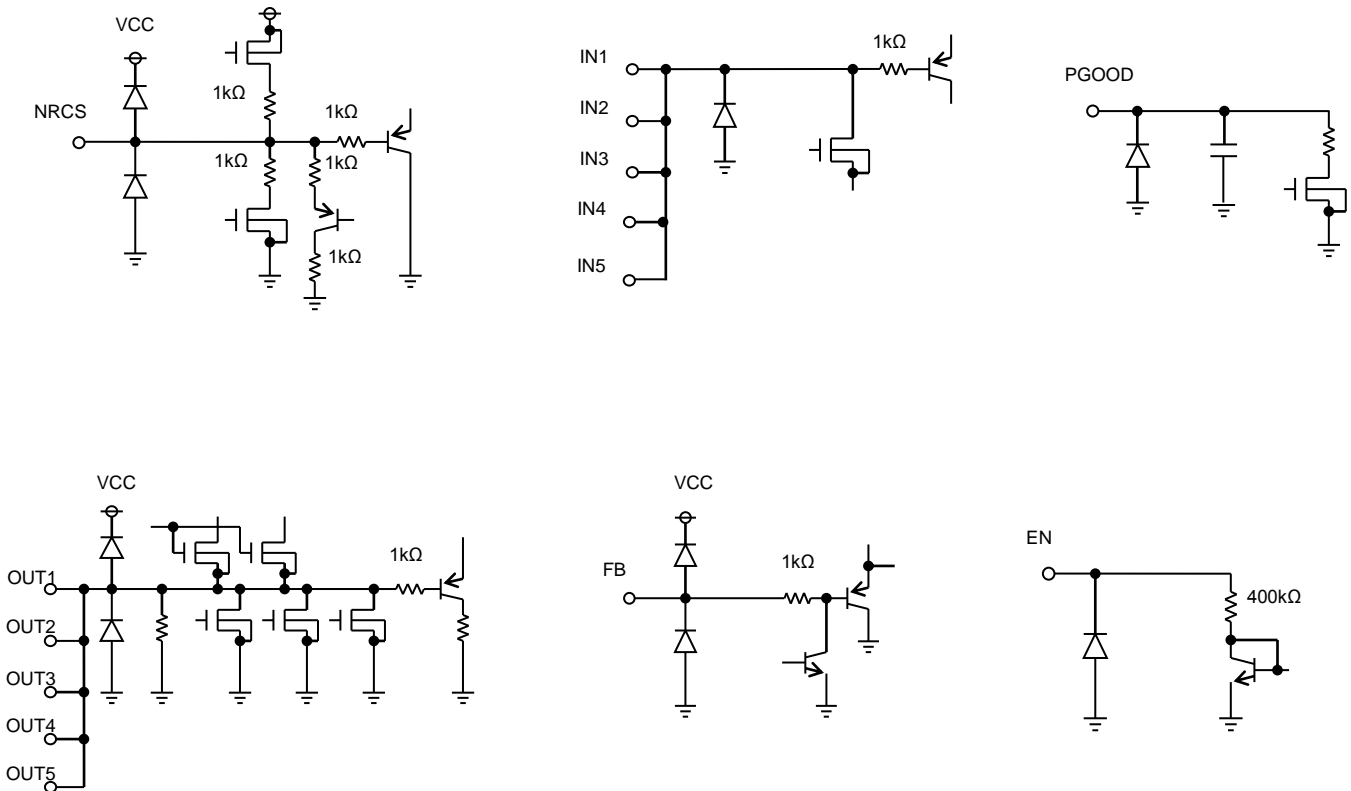 VCC
NRCS
1kΩ
1kΩ
1kΩ
1kΩ
1kΩ
IN1
IN2
IN3
IN4
IN5
1kΩ
PGOOD
VCC
OUT1
OUT2
OUT3
OUT4
OUT5
1kΩ
VCC
FB
1kΩ
EN
400kΩ